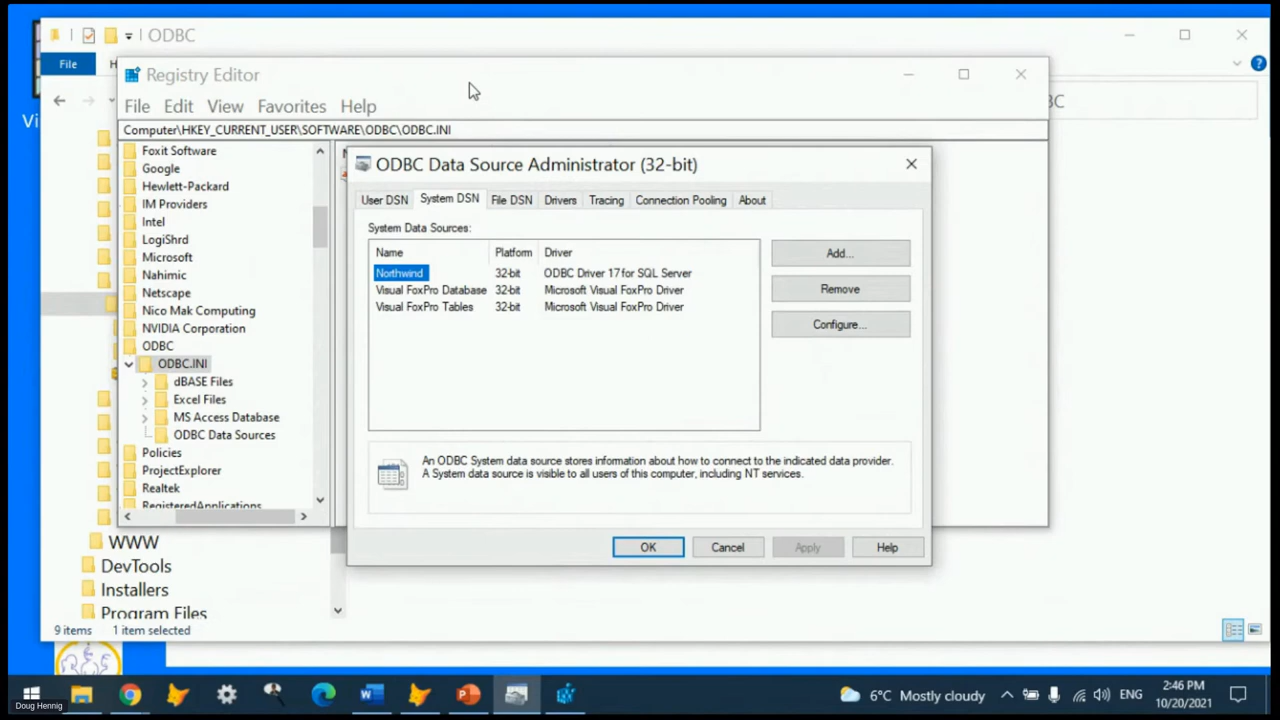 ODBC
File
H
Registry Editor
File Edit View Favorites Help
BC
Vi
Computer\HKEY_CURRENT_USER\SOFTWARE\ODBC\ODBC.INI
Foxit Software
Google
Hewlett-Packard
IM Providers
Intel
LogiShrd
Microsoft
Nahimic
Netscape
Nico Mak Computing
NVIDIA Corporation
ODBC
ODBC.INI
dBASE Files
Excel Files
MS Access Database
ODBC Data Sources
Policies
ProjectExplorer
Realtek
RegisteredApplications
ODBC Data Source Administrator (32-bit)
User DSN System DSN File DSN Drivers Tracing Connection Pooling About
System Data Sources:
Name Platform Driver
Northwind 32-bit ODBC Driver 17 for SQL Server
Visual FoxPro Database 32-bit Microsoft Visual FoxPro Driver
Visual FoxPro Tables 32-bit Microsoft Visual FoxPro Driver
Add...
Remove
Configure...
An ODBC System data source stores information about how to connect to the indicated data provider.
A System data source is visible to all users of this computer, including NT services.
OK Cancel Apply Help
WWW
DevTools
Installers
Program Files
9 items 1 item selected
6°C Mostly cloudy ENG 2:46 PM
10/20/2021
Doug Hennig